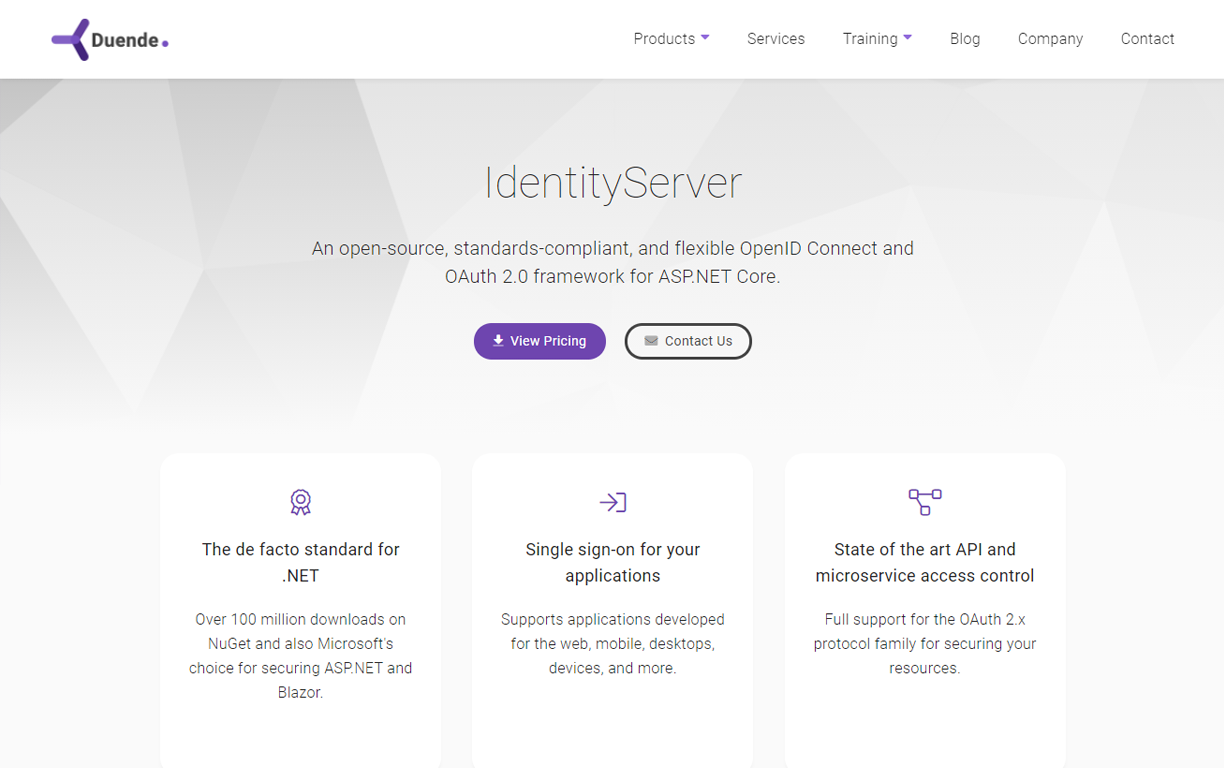 Duende
Products
Services
Training
Blog
Company
Contact
IdentityServer
An open-source, standards-compliant, and flexible OpenID Connect and
OAuth 2.0 framework for ASP.NET Core.
View Pricing
Contact Us
The de facto standard for
.NET
Over 100 million downloads on
NuGet and also Microsoft's
choice for securing ASP.NET and
Blazor.
Single sign-on for your
applications
Supports applications developed
for the web, mobile, desktops,
devices, and more.
State of the art API and
microservice access control
Full support for the OAuth 2.x
protocol family for securing your
resources.